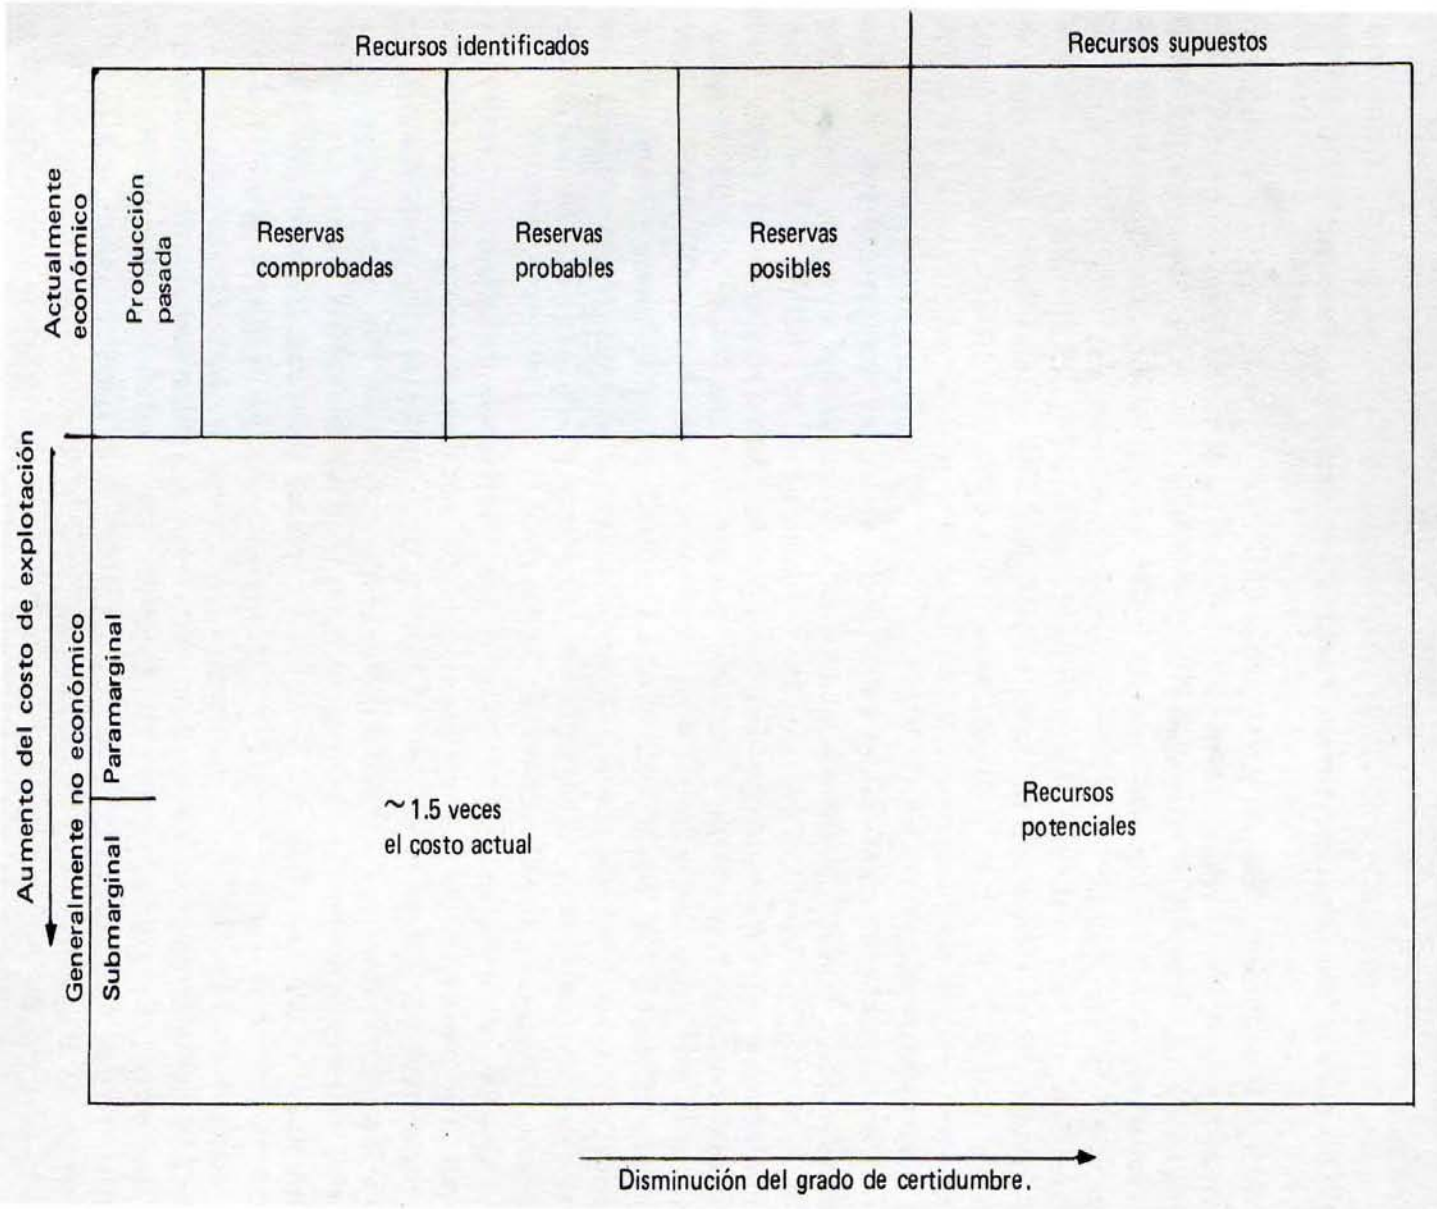 Recursos identificados
Recursos supuestos
Actualmente
económico
Producción
pasada
Reservas
comprobadas
Reservas
probables
Reservas
posibles
Aumento del costo de explotación
Generalmente no económico
Paramarginal
Submarginal
~ 1.5 veces
el costo actual
Recursos
potenciales
Disminución del grado de certidumbre.